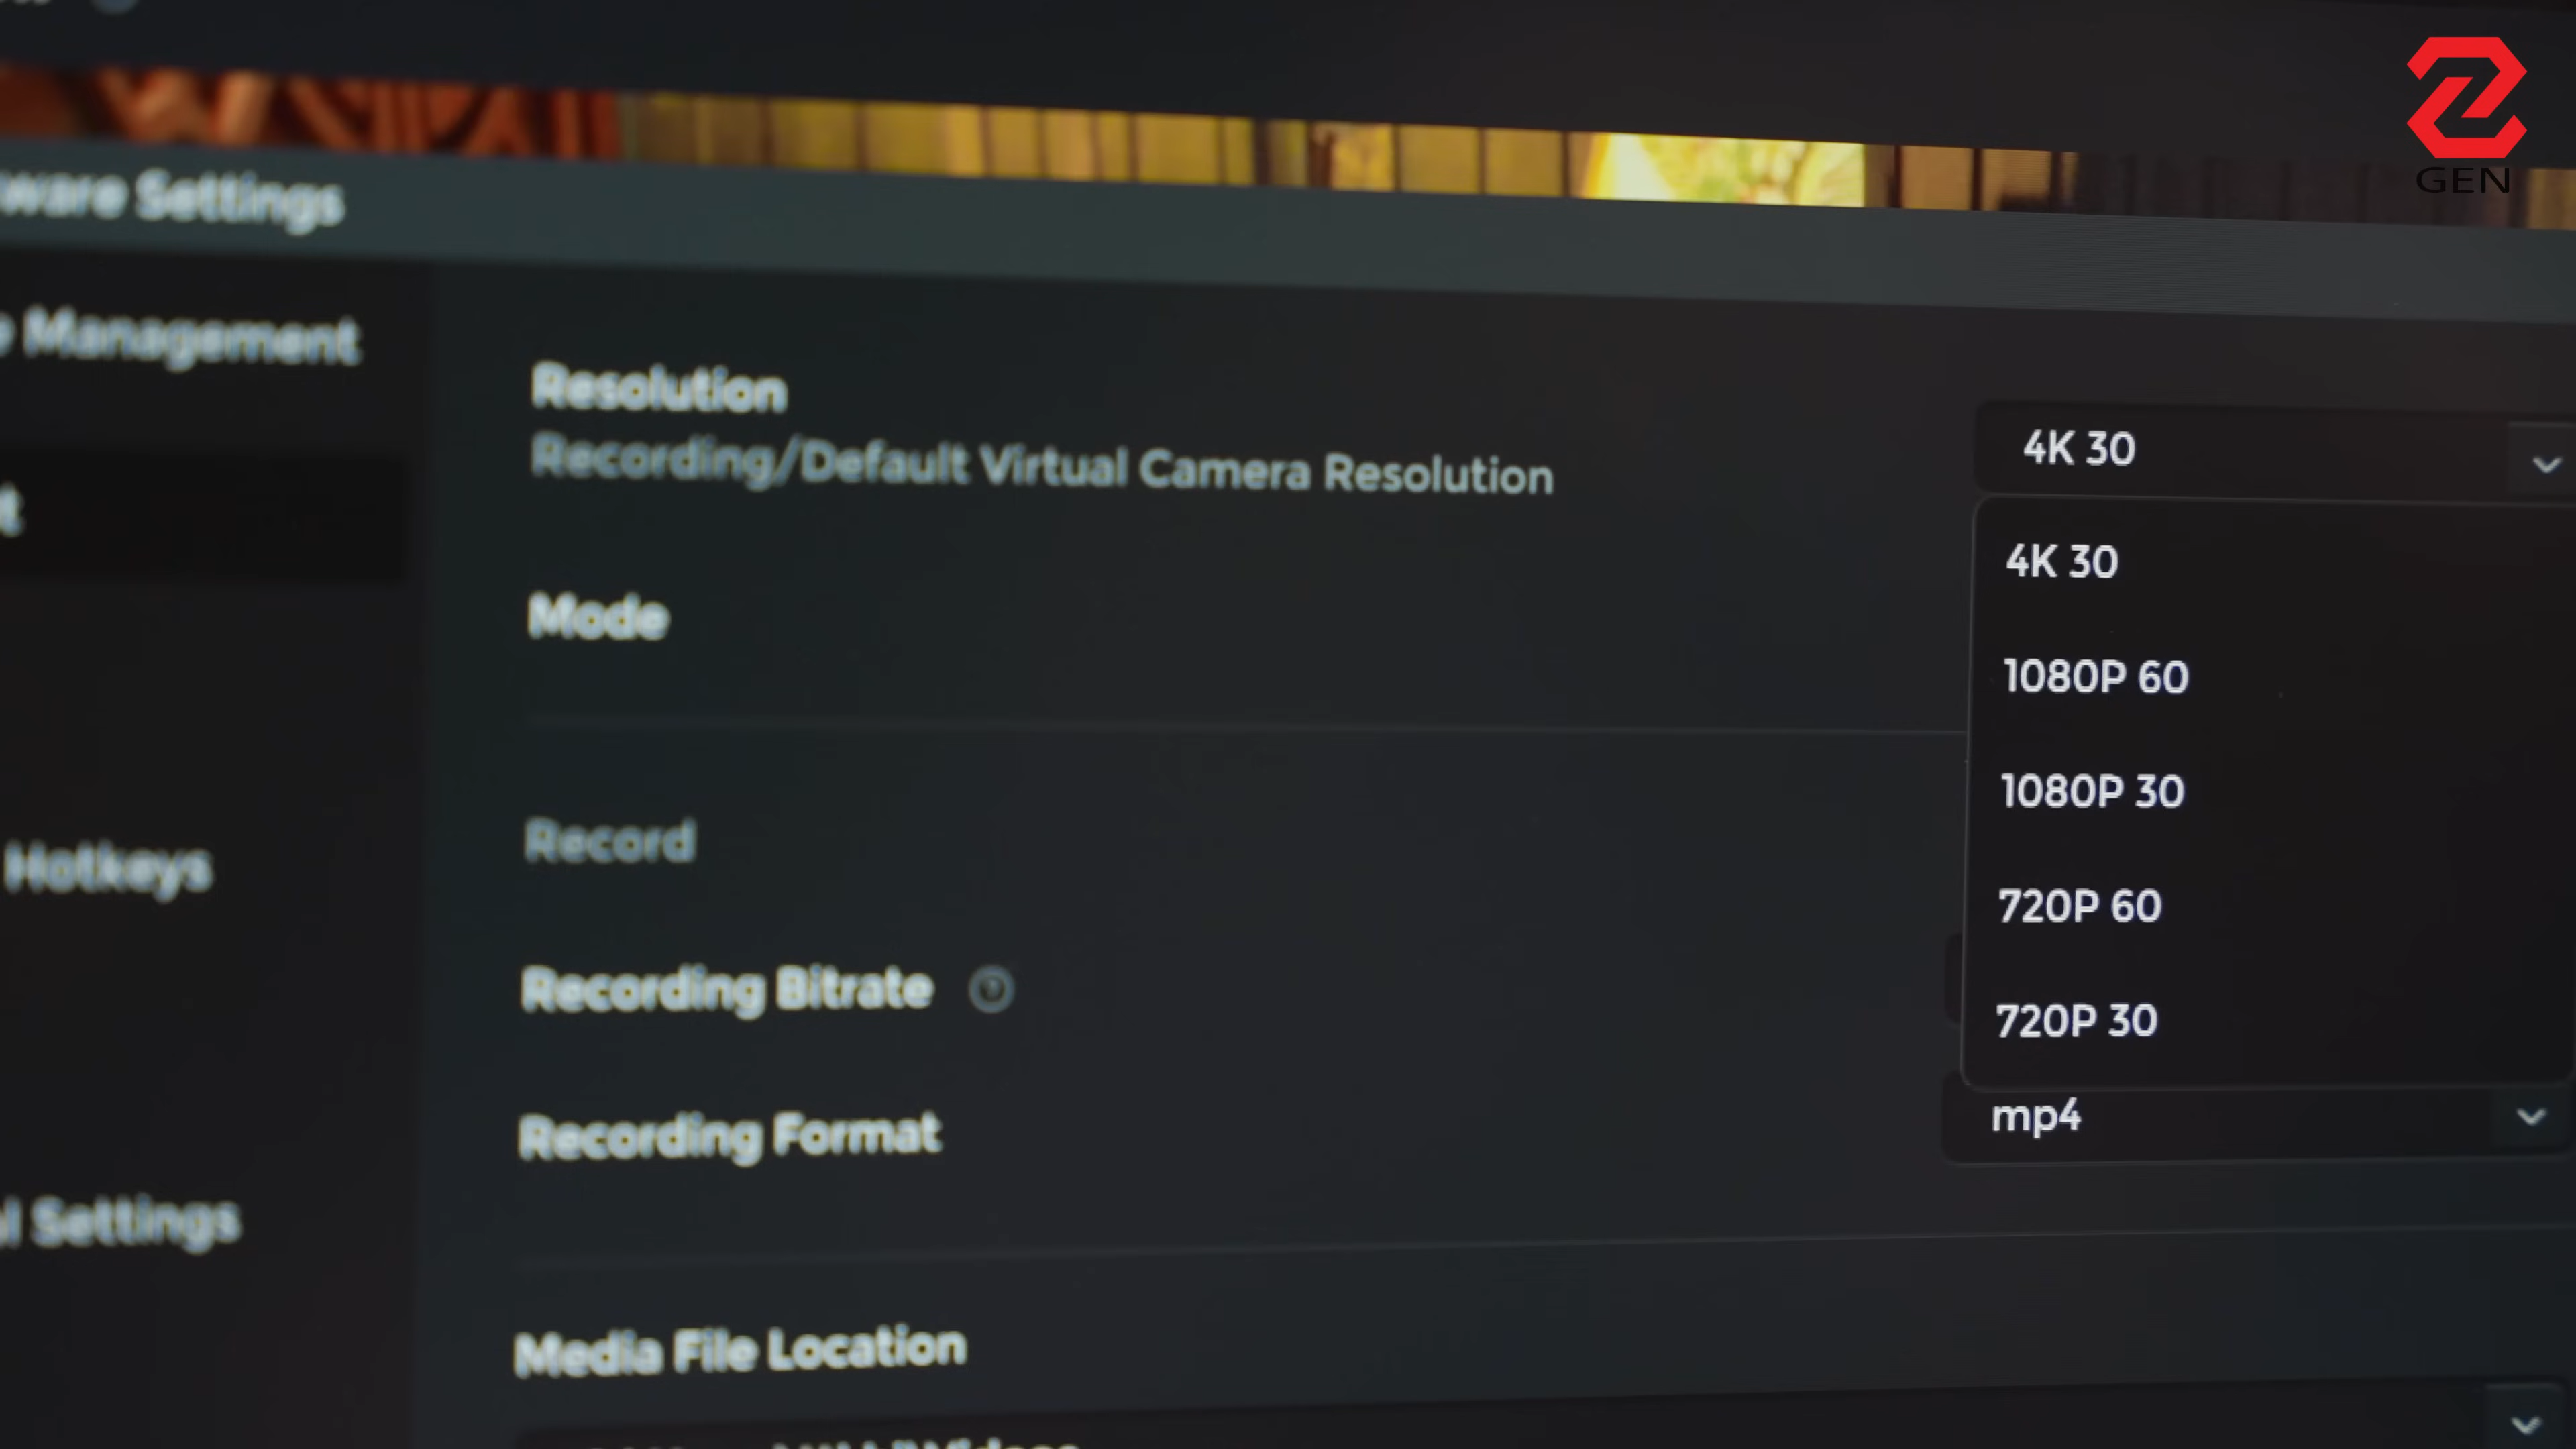 GEN
Settings
Management
Resolution
Recording/Default Virtual Camera Resolution
4K 30
4K 30
Mode
1080P 60
1080P 30
Record
Hotkeys
720P 60
Recording Bitrate
720P 30
Recording Format
mp4
Settings
Media File Location